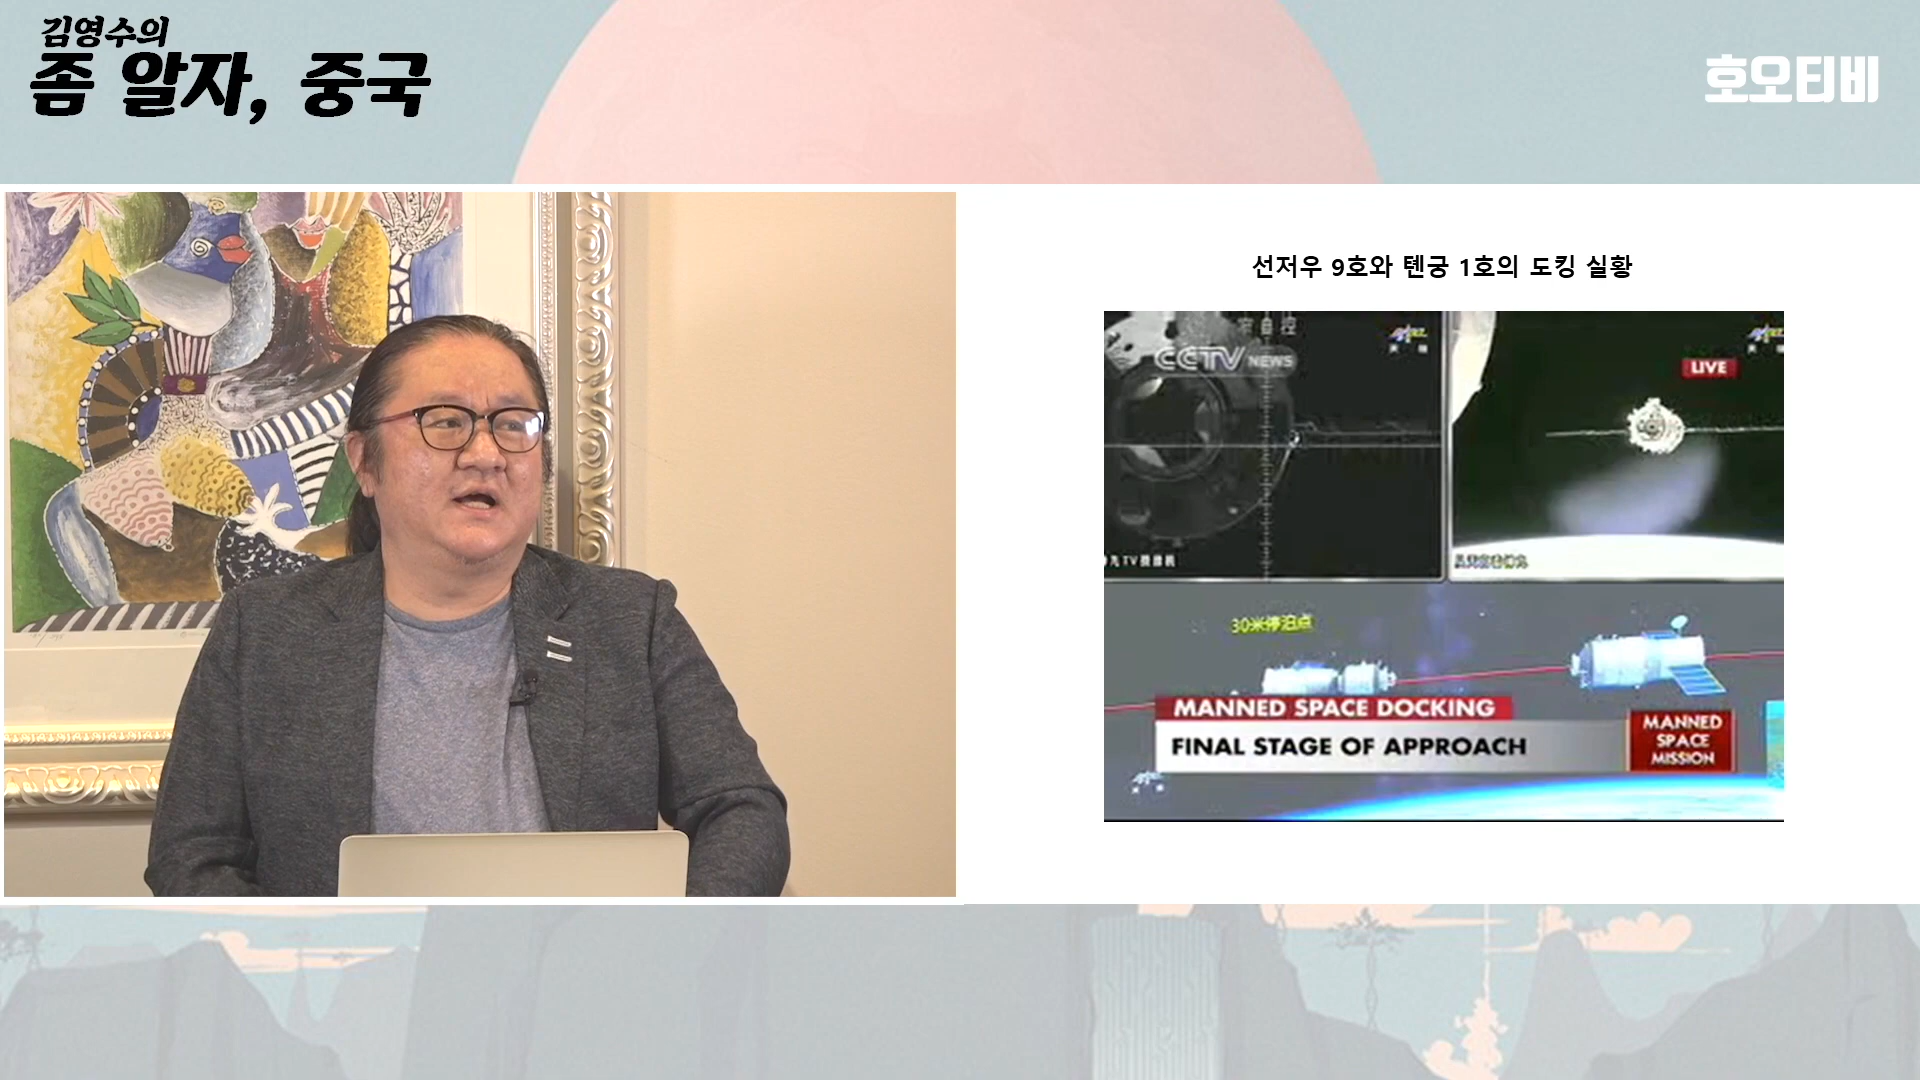 김영수의
좀 알자, 중국
호오티비
선저우 9호와 톈궁 1호의 도킹 실황
CCTV NEWS
LIVE
30米停泊点
MANNED SPACE DOCKING
FINAL STAGE OF APPROACH
MANNED
SPACE
MISSION